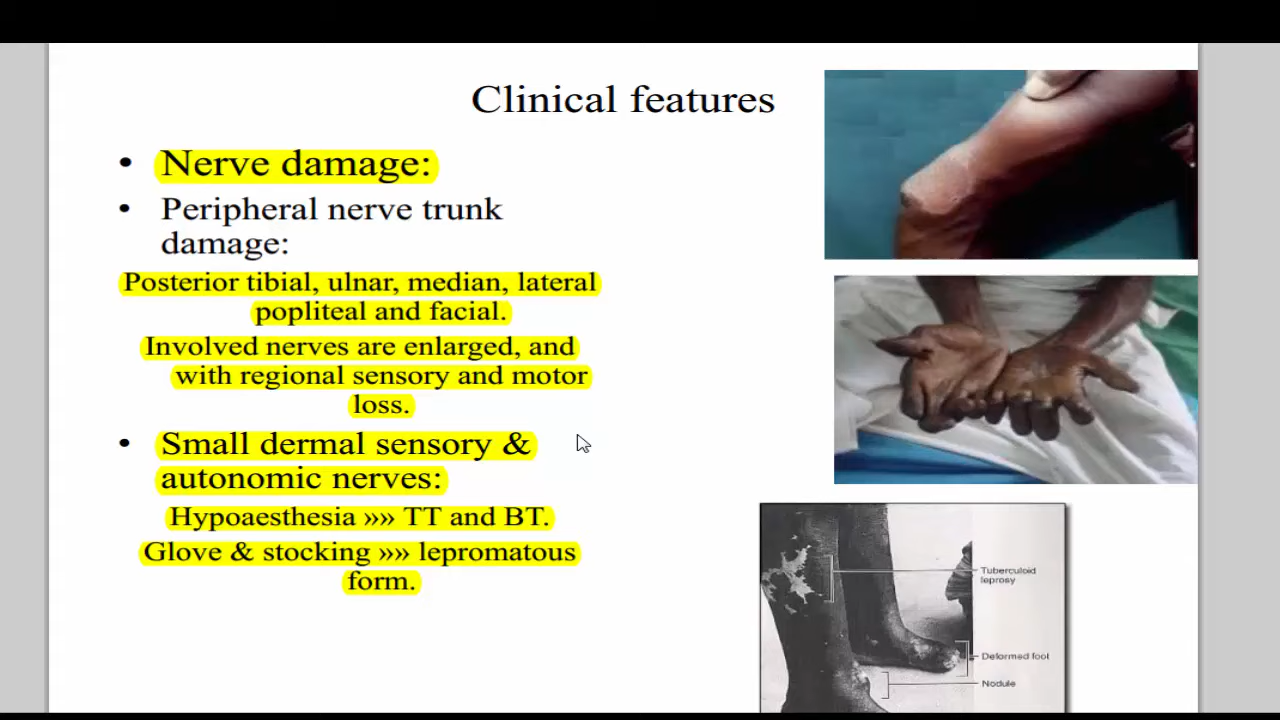 Clinical features
• Nerve damage:
• Peripheral nerve trunk
damage:
Posterior tibial, ulnar, median, lateral
popliteal and facial.
Involved nerves are enlarged, and
with regional sensory and motor
loss.
• Small dermal sensory &
autonomic nerves:
Hypoaesthesia »» TT and BT.
Glove & stocking »» lepromatous
form.
Tuberculoid
leprosy
Deformed foot
Nodule